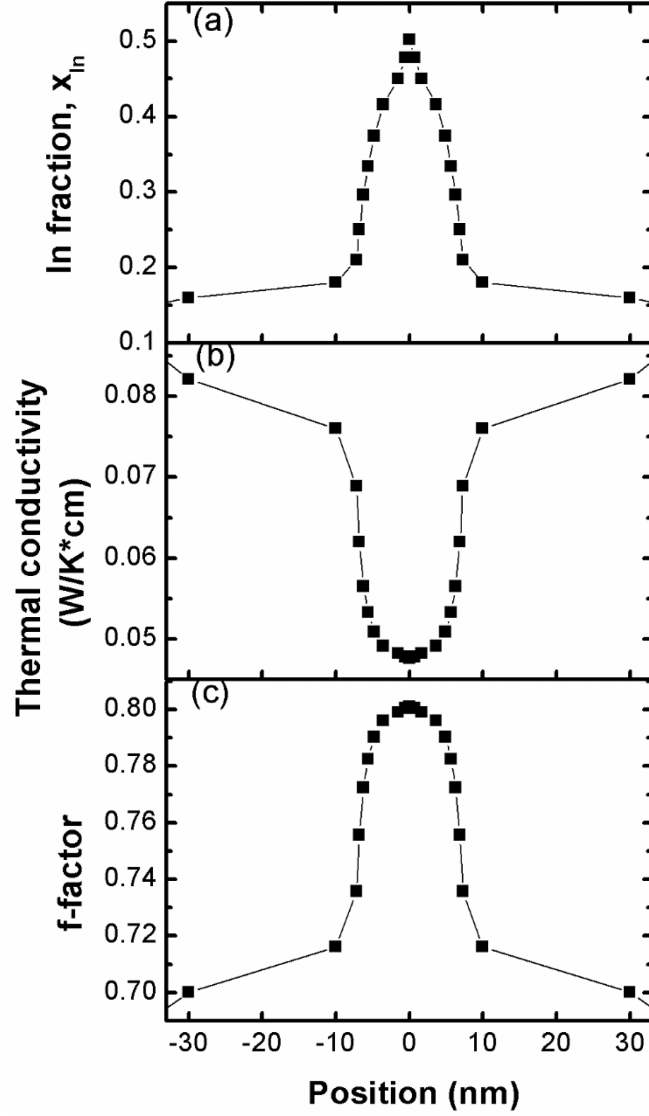 (a)
In fraction, x_In
0.5
0.4
0.3
0.2
0.1
(b)
Thermal conductivity
(W/K*cm)
0.08
0.07
0.06
0.05
(c)
f-factor
0.80
0.78
0.76
0.74
0.72
0.70
-30 -20 -10 0 10 20 30
Position (nm)